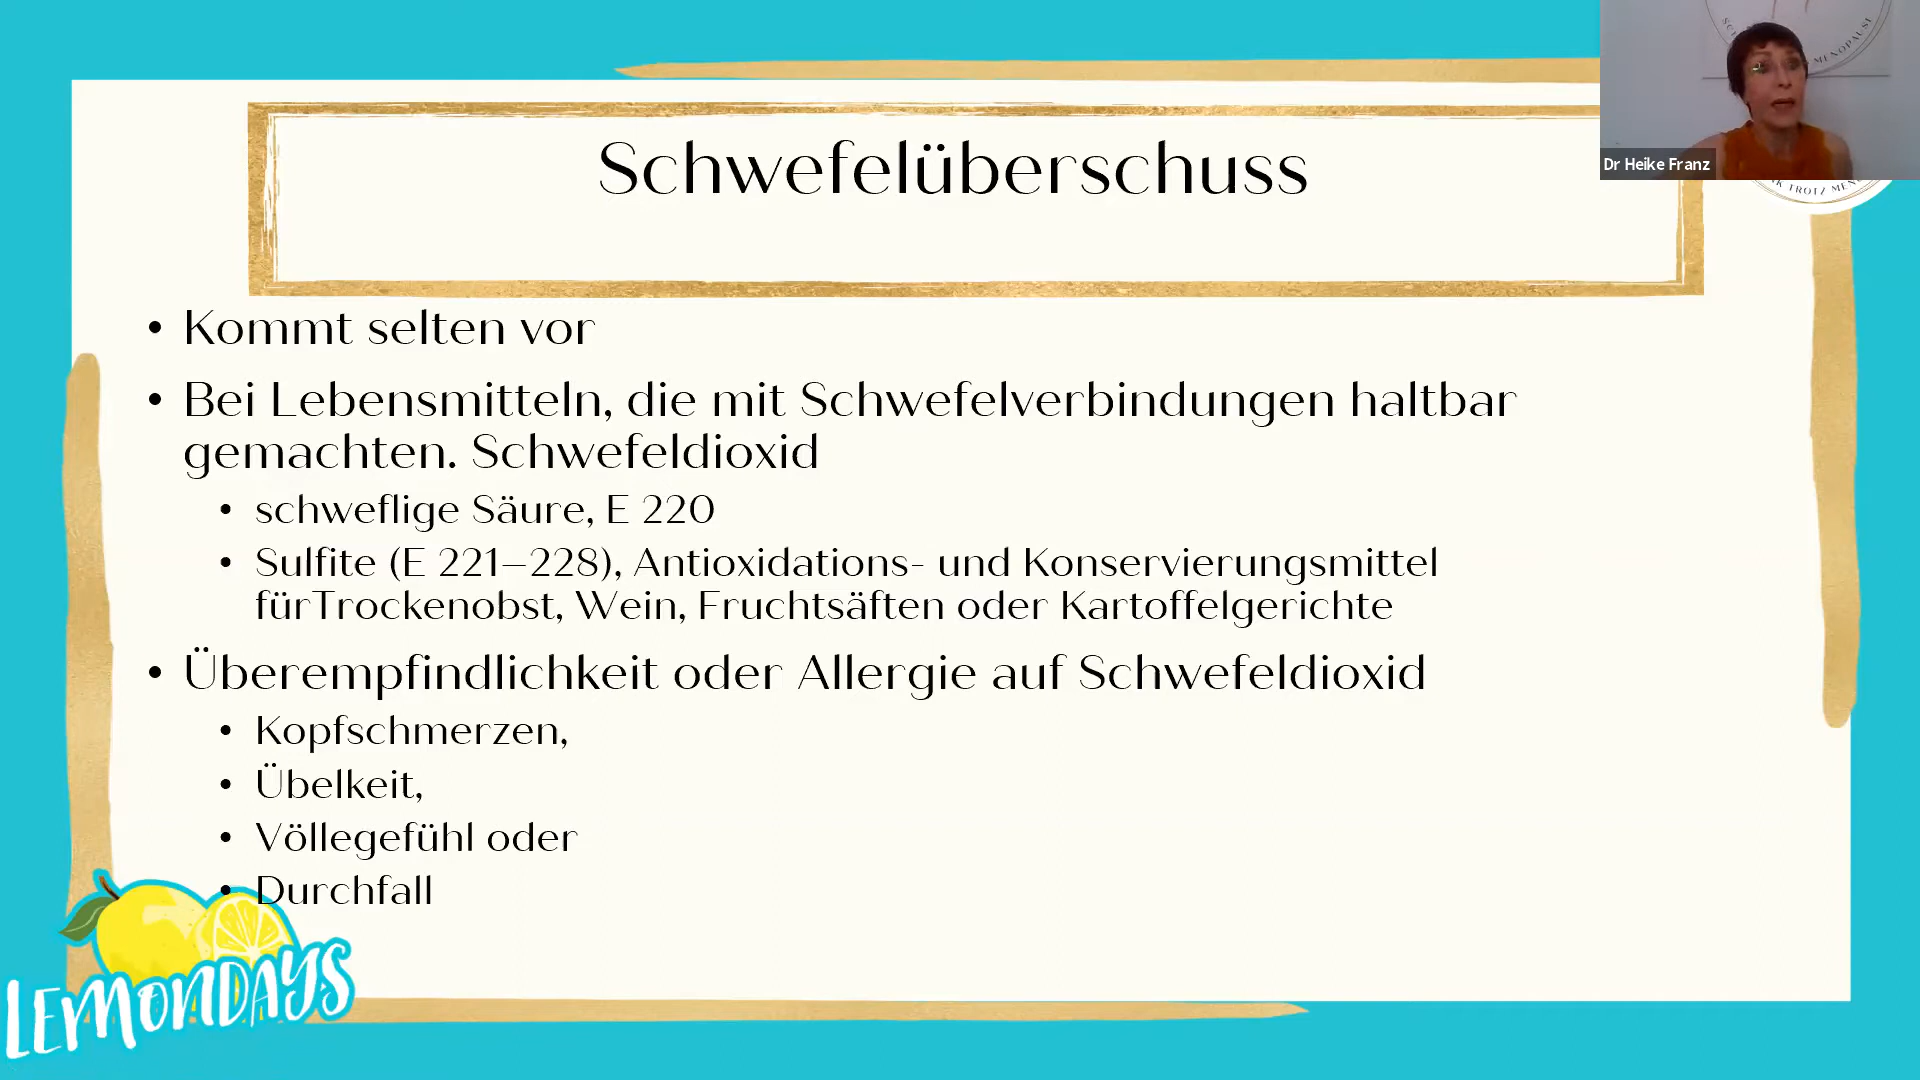 Schwefelüberschuss
Dr Heike Franz
• Kommt selten vor
• Bei Lebensmitteln, die mit Schwefelverbindungen haltbar
gemachten. Schwefeldioxid
• schweflige Säure, E 220
• Sulfite (E 221–228), Antioxidations- und Konservierungsmittel
fürTrockenobst, Wein, Fruchtsäften oder Kartoffelgerichte
• Überempfindlichkeit oder Allergie auf Schwefeldioxid
• Kopfschmerzen,
• Übelkeit,
• Völlegefühl oder
• Durchfall
LEMONDAYS